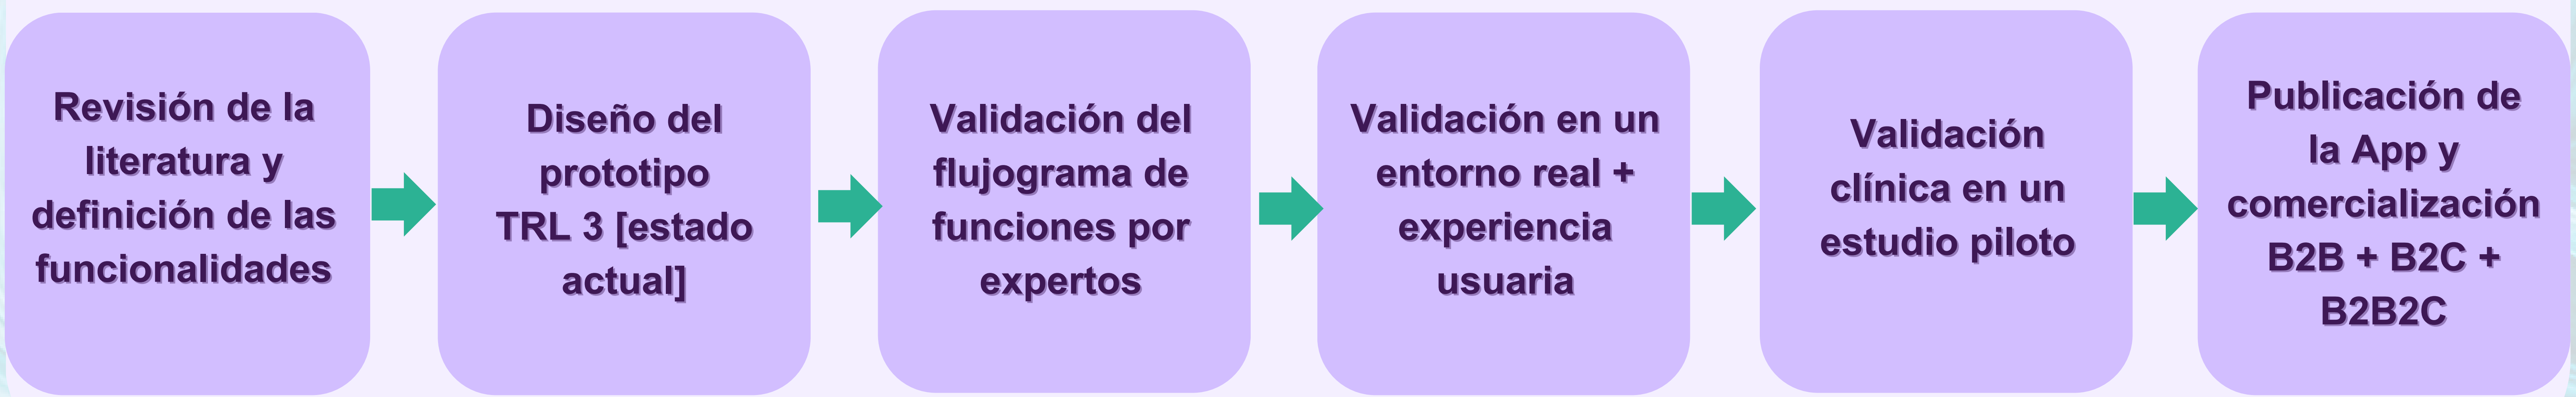 Revisión de la
literatura y
definición de las
funcionalidades
Diseño del
prototipo
TRL 3 [estado
actual]
Validación del
flujograma de
funciones por
expertos
Validación en un
entorno real +
experiencia
usuaria
Validación
clínica en un
estudio piloto
Publicación de
la App y
comercialización
B2B + B2C +
B2B2C